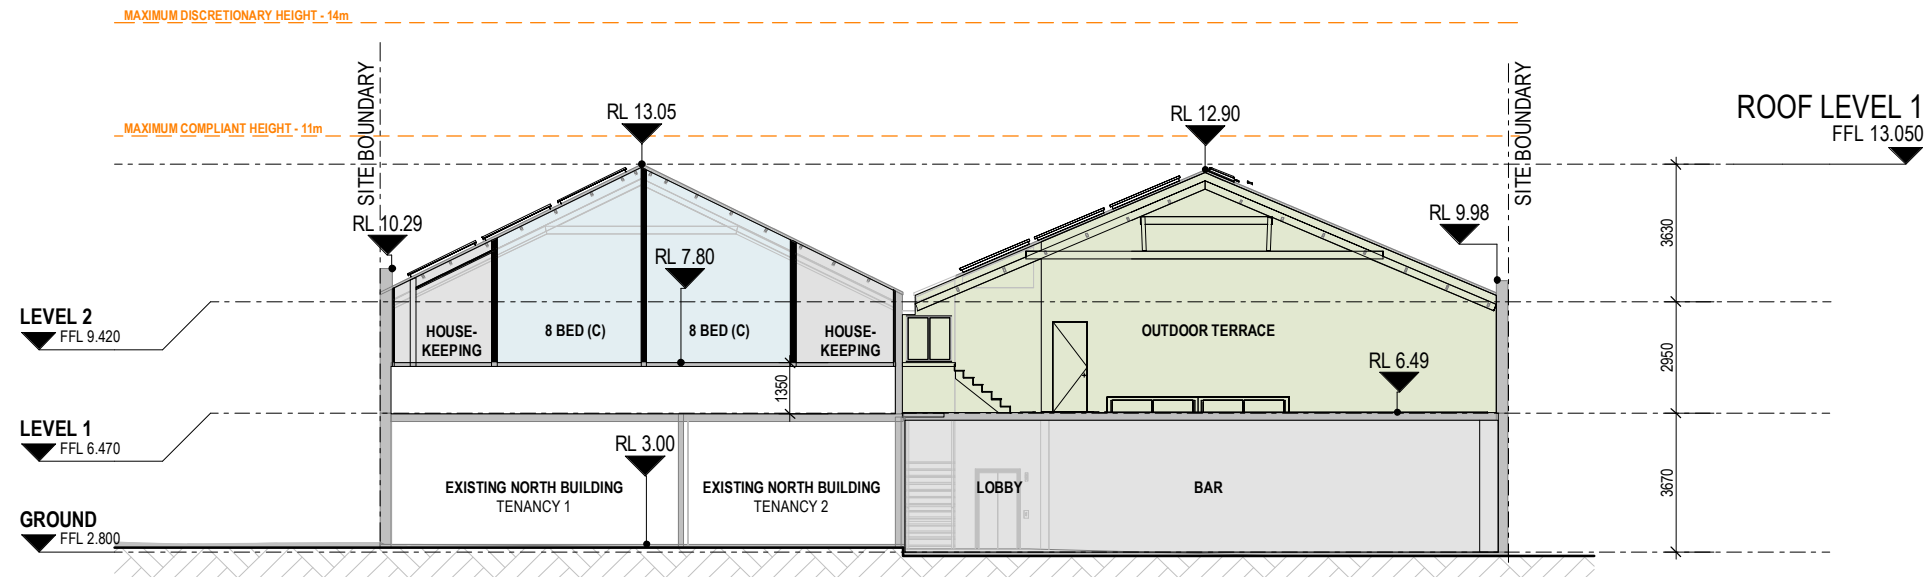 MAXIMUM DISCRETIONARY HEIGHT - 14m
SITE BOUNDARY
SITE BOUNDARY
RL 13.05
RL 12.90
ROOF LEVEL 1
FFL 13.050
MAXIMUM COMPLIANT HEIGHT - 11m
RL 10.29
RL 9.98
3630
RL 7.80
LEVEL 2
FFL 9.420
HOUSE-
KEEPING
8 BED (C)
8 BED (C)
HOUSE-
KEEPING
OUTDOOR TERRACE
RL 6.49
2950
1350
LEVEL 1
FFL 6.470
RL 3.00
EXISTING NORTH BUILDING
TENANCY 1
EXISTING NORTH BUILDING
TENANCY 2
LOBBY
BAR
3670
GROUND
FFL 2.800